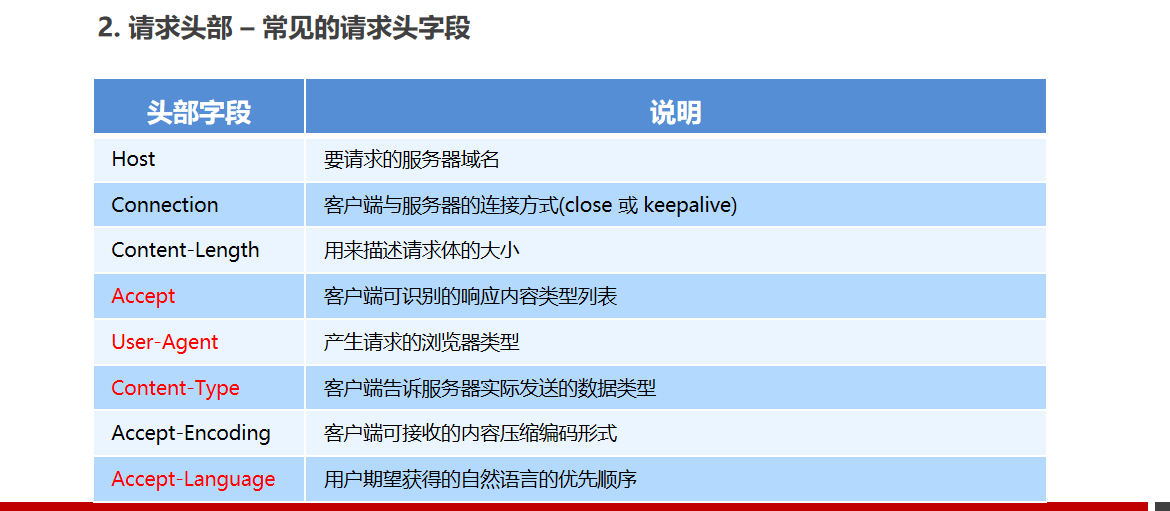 2. 请求头部 – 常见的请求头字段
头部字段 说明
Host 要请求的服务器域名
Connection 客户端与服务器的连接方式(close 或 keepalive)
Content-Length 用来描述请求体的大小
Accept 客户端可识别的响应内容类型列表
User-Agent 产生请求的浏览器类型
Content-Type 客户端告诉服务器实际发送的数据类型
Accept-Encoding 客户端可接收的内容压缩编码形式
Accept-Language 用户期望获得的自然语言的优先顺序